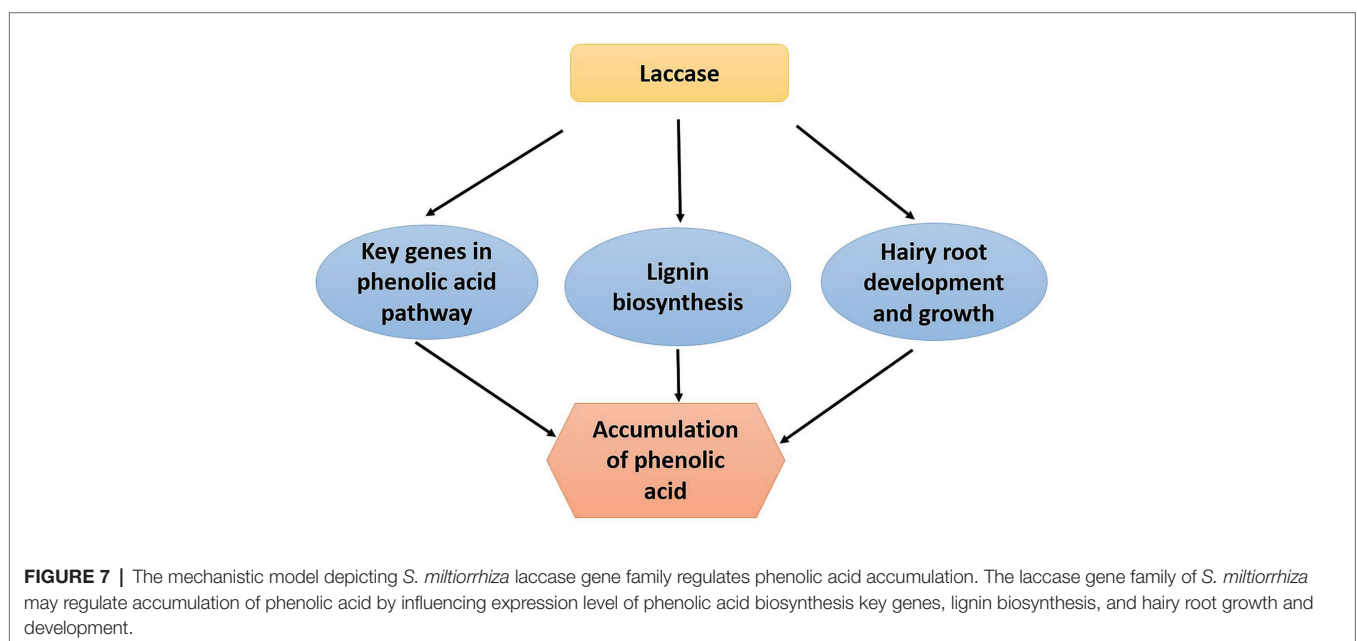 Laccase
Key genes in
phenolic acid
pathway
Lignin
biosynthesis
Hairy root
development
and growth
Accumulation
of phenolic
acid
FIGURE 7 | The mechanistic model depicting S. miltiorrhiza laccase gene family regulates phenolic acid accumulation. The laccase gene family of S. miltiorrhiza
may regulate accumulation of phenolic acid by influencing expression level of phenolic acid biosynthesis key genes, lignin biosynthesis, and hairy root growth and
development.